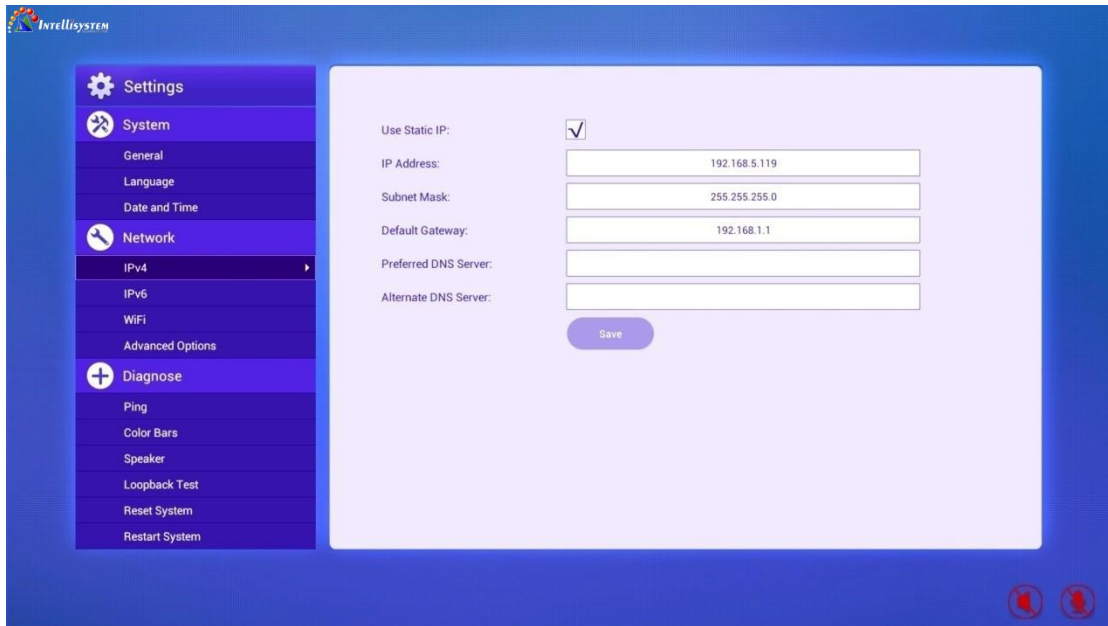 INTELLISYSTEM
Settings
System
General
Language
Date and Time
Network
IPv4
IPv6
WiFi
Advanced Options
Diagnose
Ping
Color Bars
Speaker
Loopback Test
Reset System
Restart System
Use Static IP:
IP Address: 192.168.5.119
Subnet Mask: 255.255.255.0
Default Gateway: 192.168.1.1
Preferred DNS Server:
Alternate DNS Server:
Save